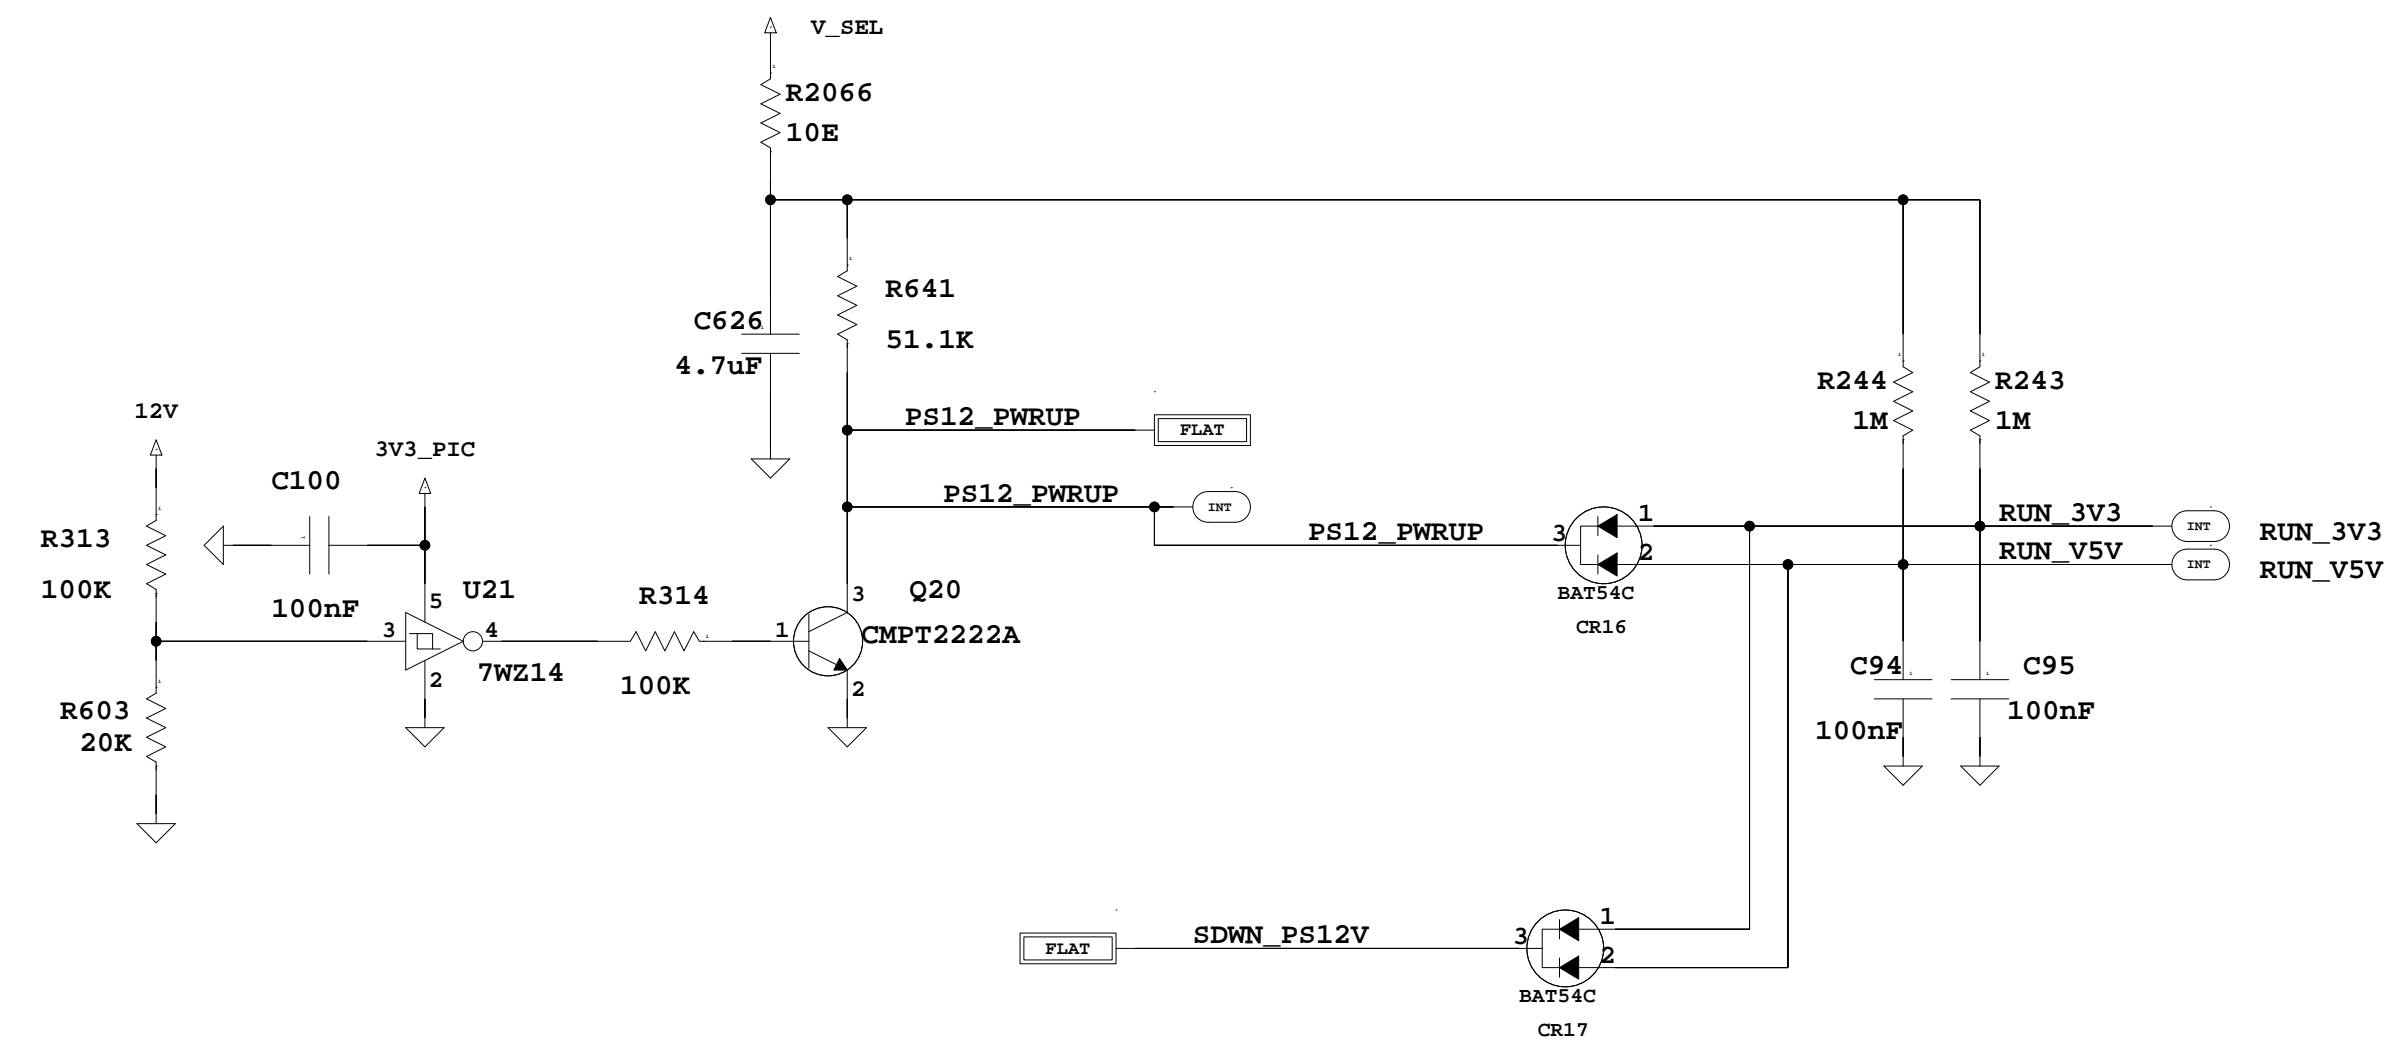 V_SEL
R2066
10E
R641
51.1K
C626
4.7uF
R244
1M
R243
1M
12V
3V3_PIC
PS12_PWRUP
FLAT
C100
100nF
PS12_PWRUP
INT
R313
100K
PS12_PWRUP
3
1
2
BAT54C
CR16
RUN_3V3
INT
RUN_3V3
RUN_V5V
INT
RUN_V5V
5
U21
3
4
2
7WZ14
R314
100K
1
3
2
Q20
CMPT2222A
R603
20K
C94
100nF
C95
100nF
FLAT
SDWN_PS12V
3
1
2
BAT54C
CR17